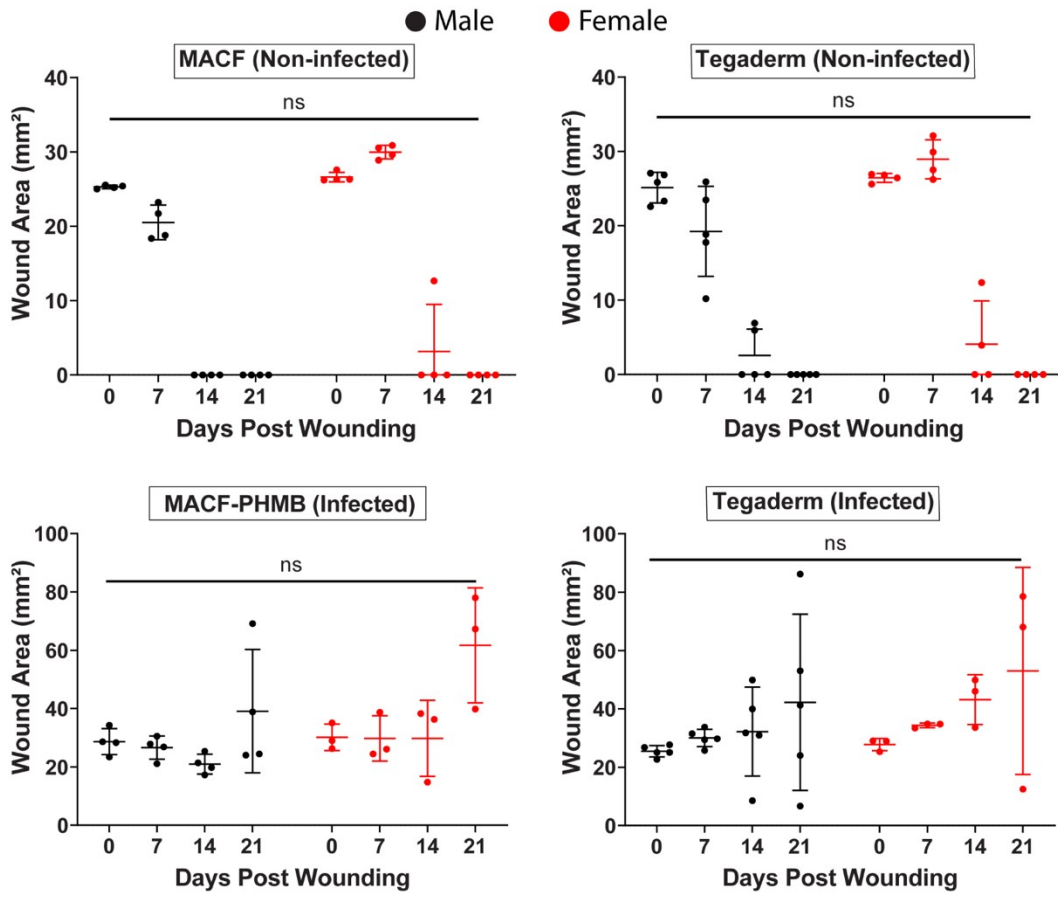 Male Female
MACF (Non-infected)
Wound Area (mm²)
40
30
20
10
0
ns
0 7 14 21 0 7 14 21
Days Post Wounding
Tegaderm (Non-infected)
Wound Area (mm²)
40
30
20
10
0
ns
0 7 14 21 0 7 14 21
Days Post Wounding
MACF-PHMB (Infected)
Wound Area (mm²)
100
80
60
40
20
0
ns
0 7 14 21 0 7 14 21
Days Post Wounding
Tegaderm (Infected)
Wound Area (mm²)
100
80
60
40
20
0
ns
0 7 14 21 0 7 14 21
Days Post Wounding